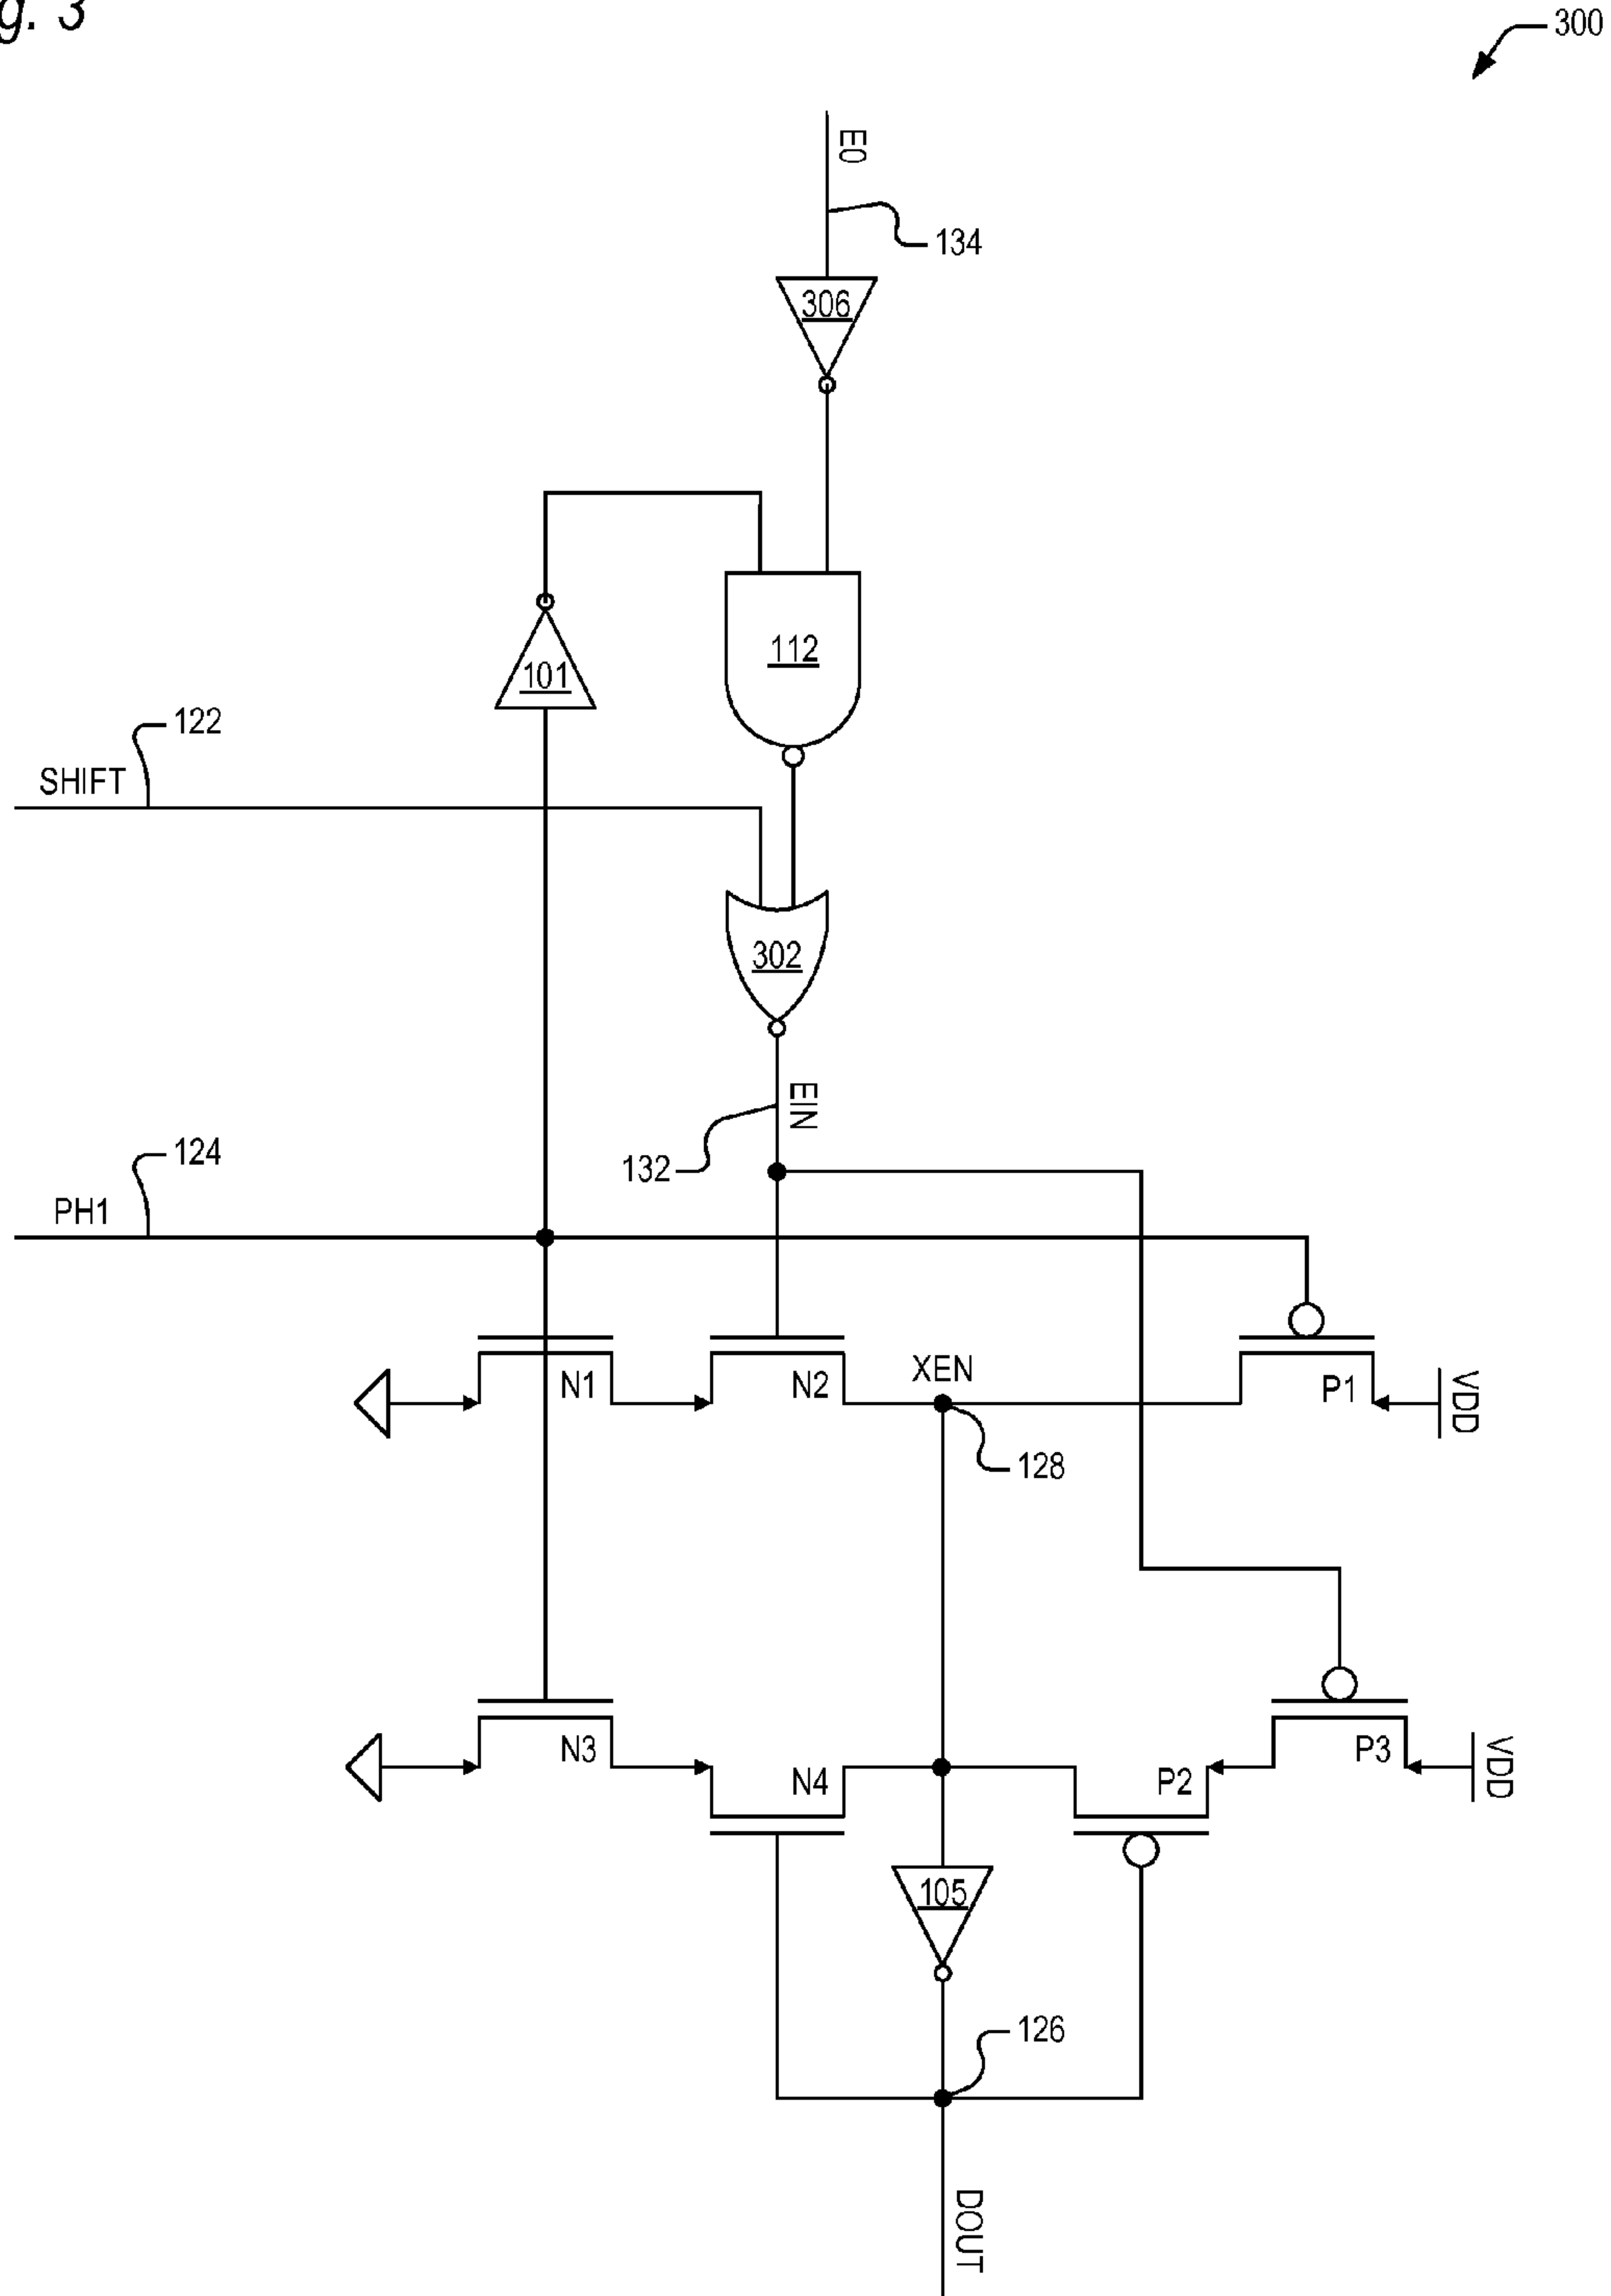 g. 3
300
E0
134
306
112
101
122
SHIFT
302
EIN
124
132
PH1
XEN
N1
N2
P1
VDD
128
N3
N4
P2
P3
VDD
105
126
DOUT